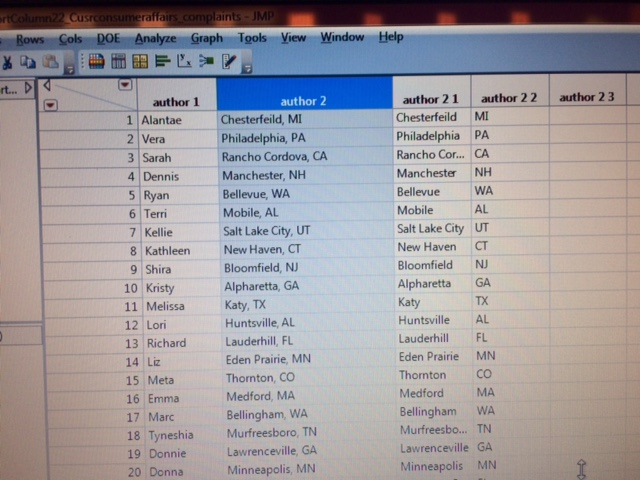 ortColumn22_Cusrconsumeraffairs_complaints - JMP
Rows Cols DOE Analyze Graph Tools View Window Help
rt...
author 1 author 2 author 2 1 author 2 2 author 2 3
1 Alantae Chesterfeild, MI Chesterfeild MI
2 Vera Philadelphia, PA Philadelphia PA
3 Sarah Rancho Cordova, CA Rancho Cor... CA
4 Dennis Manchester, NH Manchester NH
5 Ryan Bellevue, WA Bellevue WA
6 Terri Mobile, AL Mobile AL
7 Kellie Salt Lake City, UT Salt Lake City UT
8 Kathleen New Haven, CT New Haven CT
9 Shira Bloomfield, NJ Bloomfield NJ
10 Kristy Alpharetta, GA Alpharetta GA
11 Melissa Katy, TX Katy TX
12 Lori Huntsville, AL Huntsville AL
13 Richard Lauderhill, FL Lauderhill FL
14 Liz Eden Prairie, MN Eden Prairie MN
15 Meta Thornton, CO Thornton CO
16 Emma Medford, MA Medford MA
17 Marc Bellingham, WA Bellingham WA
18 Tyneshia Murfreesboro, TN Murfreesbo... TN
19 Donnie Lawrenceville, GA Lawrenceville GA
20 Donna Minneapolis, MN Minneapolis MN